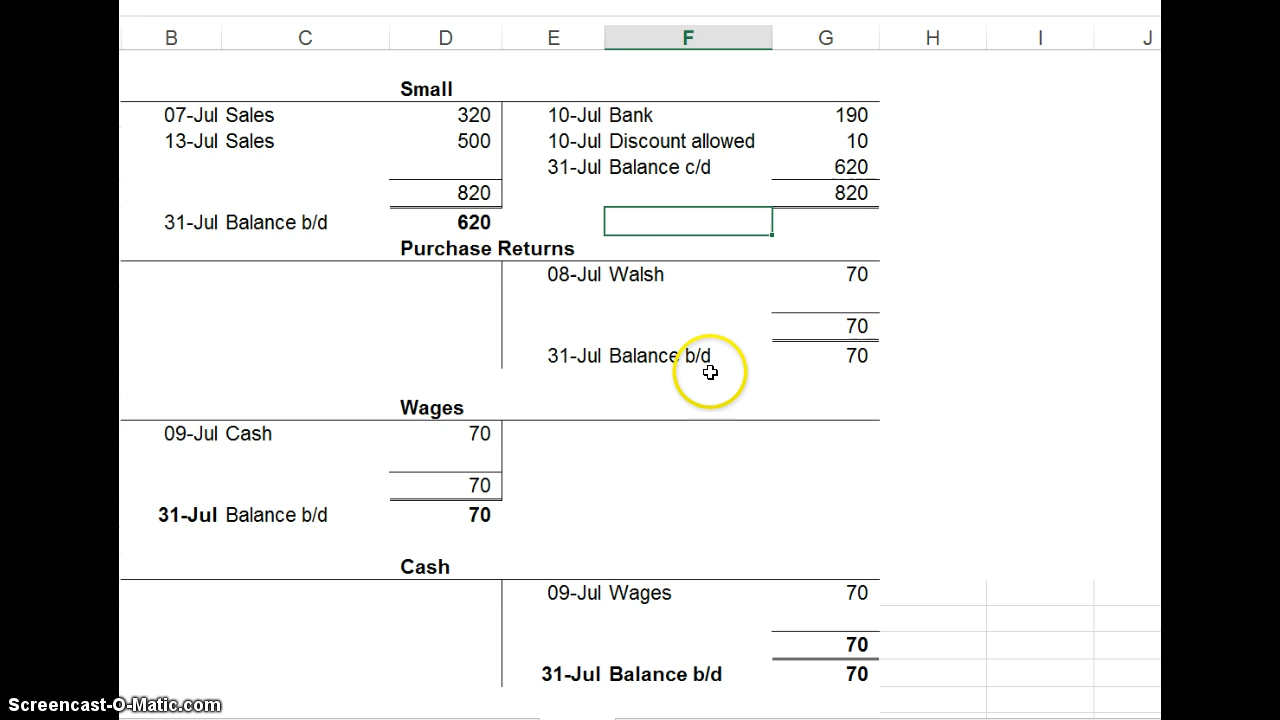 B C D E F G H I J
Small
07-Jul Sales 320 10-Jul Bank 190
13-Jul Sales 500 10-Jul Discount allowed 10
31-Jul Balance c/d 620
820 820
31-Jul Balance b/d 620
Purchase Returns
08-Jul Walsh 70
70
31-Jul Balance b/d 70
Wages
09-Jul Cash 70
70
31-Jul Balance b/d 70
Cash
09-Jul Wages 70
70
31-Jul Balance b/d 70
Screencast-O-Matic.com